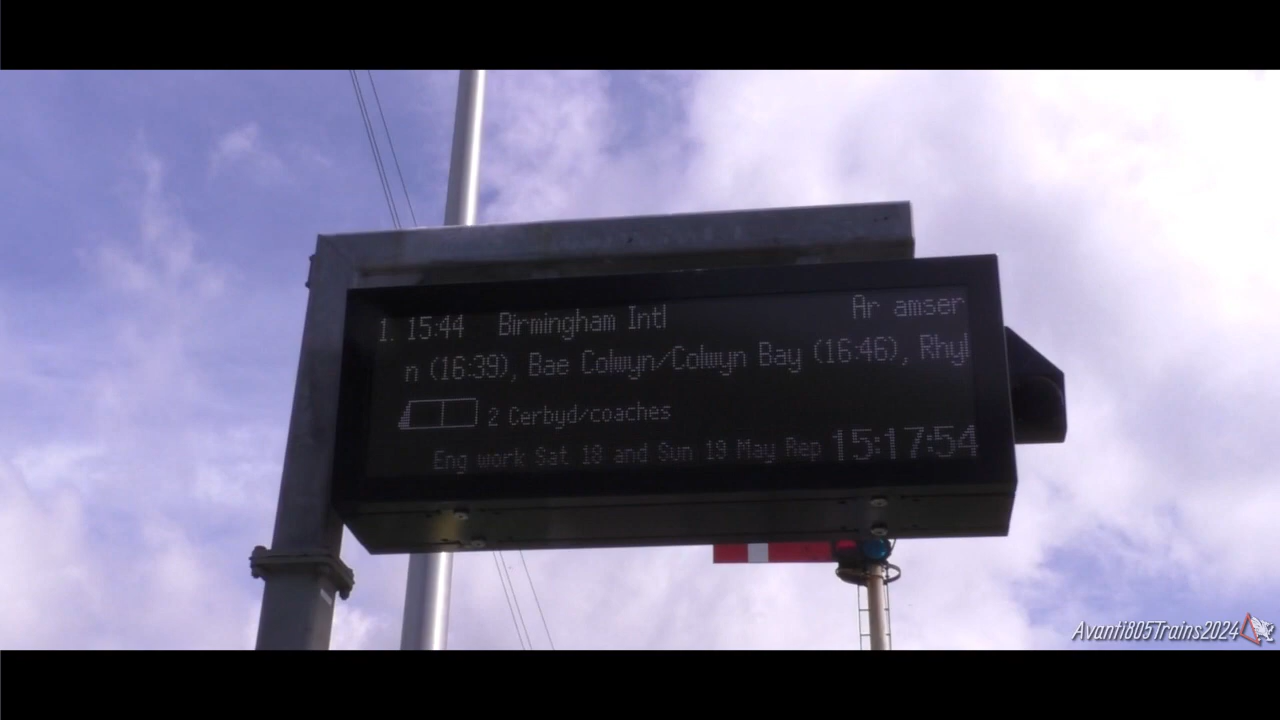 1. 15:44 Birmingham Intl Ar amser
n (16:39), Bae Colwyn/Colwyn Bay (16:46), Rhyl
2 Cerbyd/coaches
Eng work Sat 18 and Sun 19 May Rep 15:17:54
Avanti805Trains2024